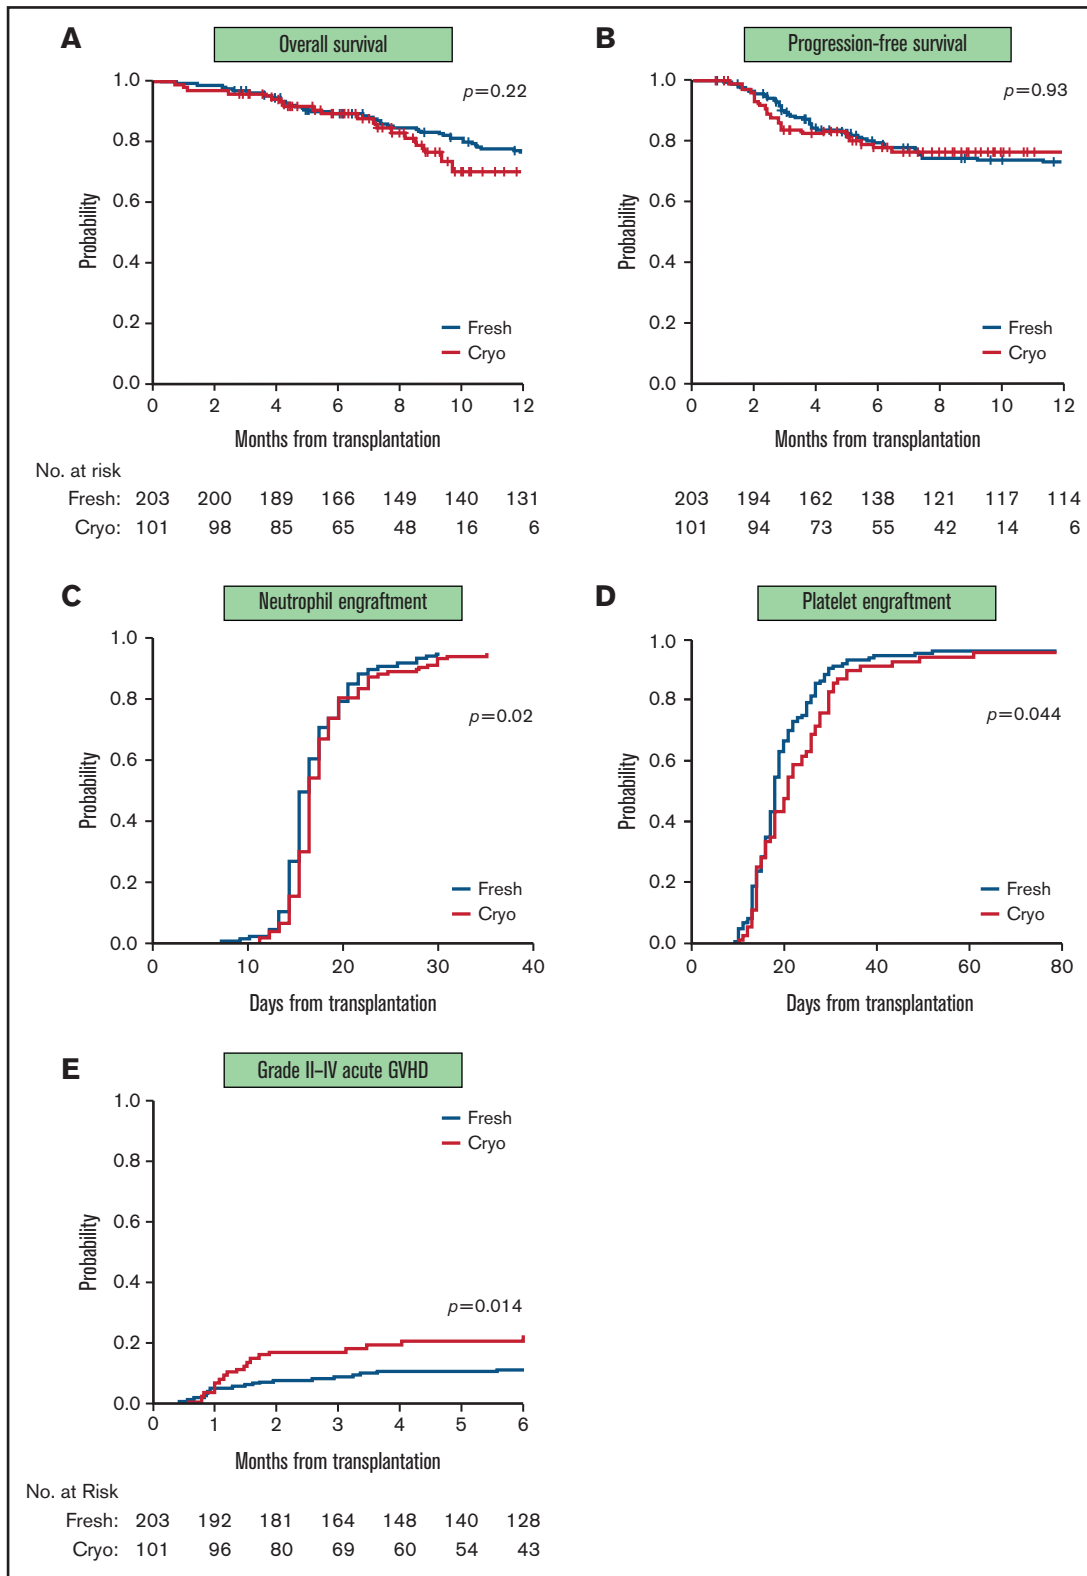 A
Overall survival
p=0.22
1.0
0.8
0.6
0.4
0.2
0.0
Probability
Fresh
Cryo
0 2 4 6 8 10 12
Months from transplantation
No. at risk
Fresh: 203 200 189 166 149 140 131
Cryo: 101 98 85 65 48 16 6
B
Progression-free survival
p=0.93
1.0
0.8
0.6
0.4
0.2
0.0
Probability
Fresh
Cryo
0 2 4 6 8 10 12
Months from transplantation
203 194 162 138 121 117 114
101 94 73 55 42 14 6
C
Neutrophil engraftment
1.0
0.8
0.6
0.4
0.2
0.0
Probability
p=0.02
Fresh
Cryo
0 10 20 30 40
Days from transplantation
D
Platelet engraftment
1.0
0.8
0.6
0.4
0.2
0.0
Probability
p=0.044
Fresh
Cryo
0 20 40 60 80
Days from transplantation
E
Grade II–IV acute GVHD
1.0
0.8
0.6
0.4
0.2
0.0
Probability
Fresh
Cryo
p=0.014
0 1 2 3 4 5 6
Months from transplantation
No. at Risk
Fresh: 203 192 181 164 148 140 128
Cryo: 101 96 80 69 60 54 43